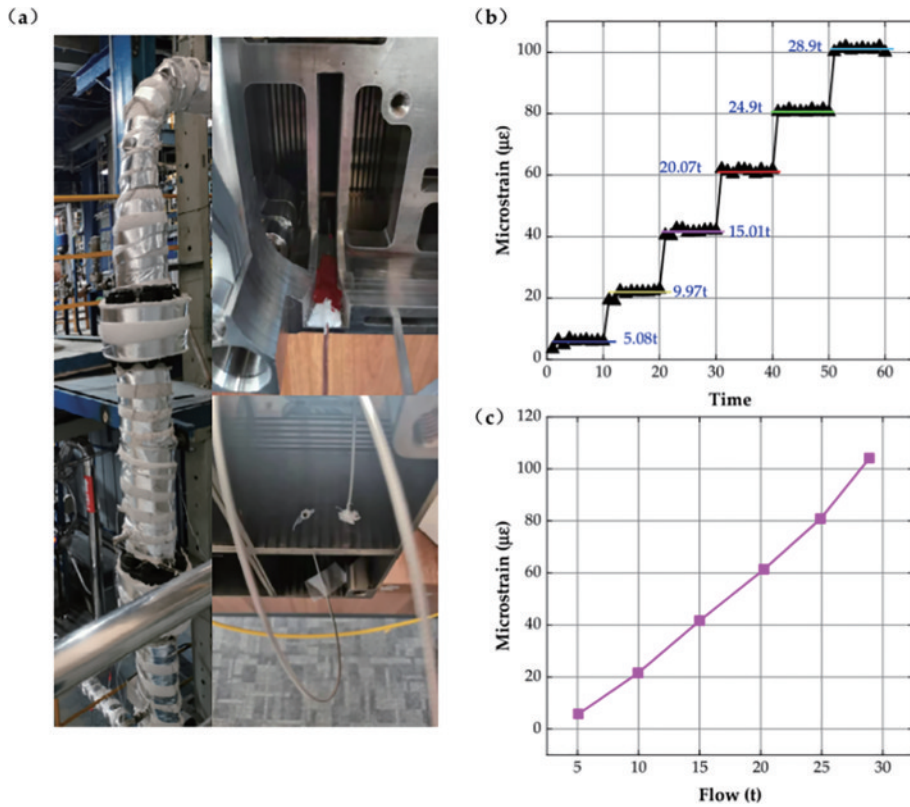 (a)
(b)
Microstrain (με)
100
80
60
40
20
0
28.9t
24.9t
20.07t
15.01t
9.97t
5.08t
0 10 20 30 40 50 60
Time
(c)
Microstrain (με)
120
100
80
60
40
20
0
5 10 15 20 25 30
Flow (t)